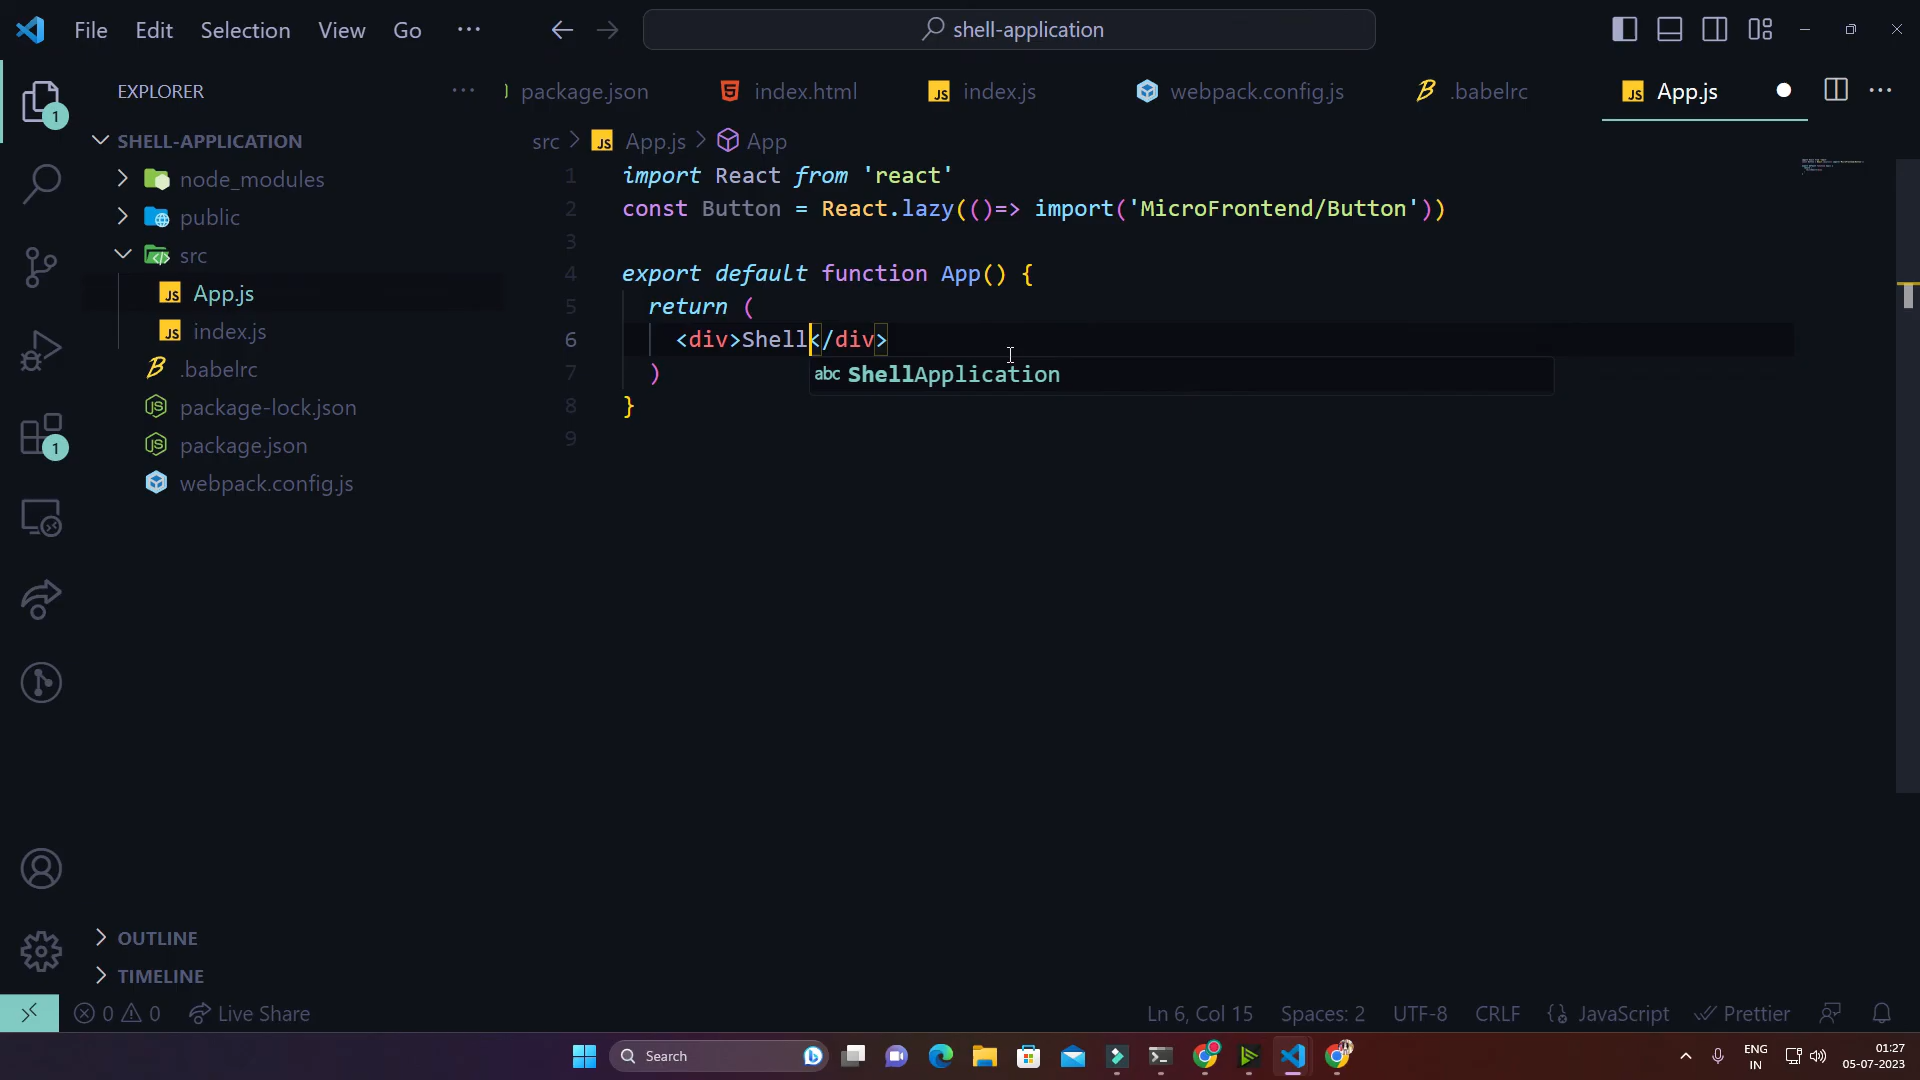 File Edit Selection View Go ··· shell-application
EXPLORER ···
package.json index.html index.js webpack.config.js .babelrc App.js
SHELL-APPLICATION
node_modules
public
src
App.js
index.js
.babelrc
package-lock.json
package.json
webpack.config.js
OUTLINE
TIMELINE
src > App.js > App
1 import React from 'react'
2 const Button = React.lazy(()=> import('MicroFrontend/Button'))
3
4 export default function App() {
5 return (
6 <div>Shell</div>
7 )
8 }
9
abc ShellApplication
1
1
0 0 Live Share Ln 6, Col 15 Spaces: 2 UTF-8 CRLF {} JavaScript Prettier
Search ENG IN 01:27 05-07-2023